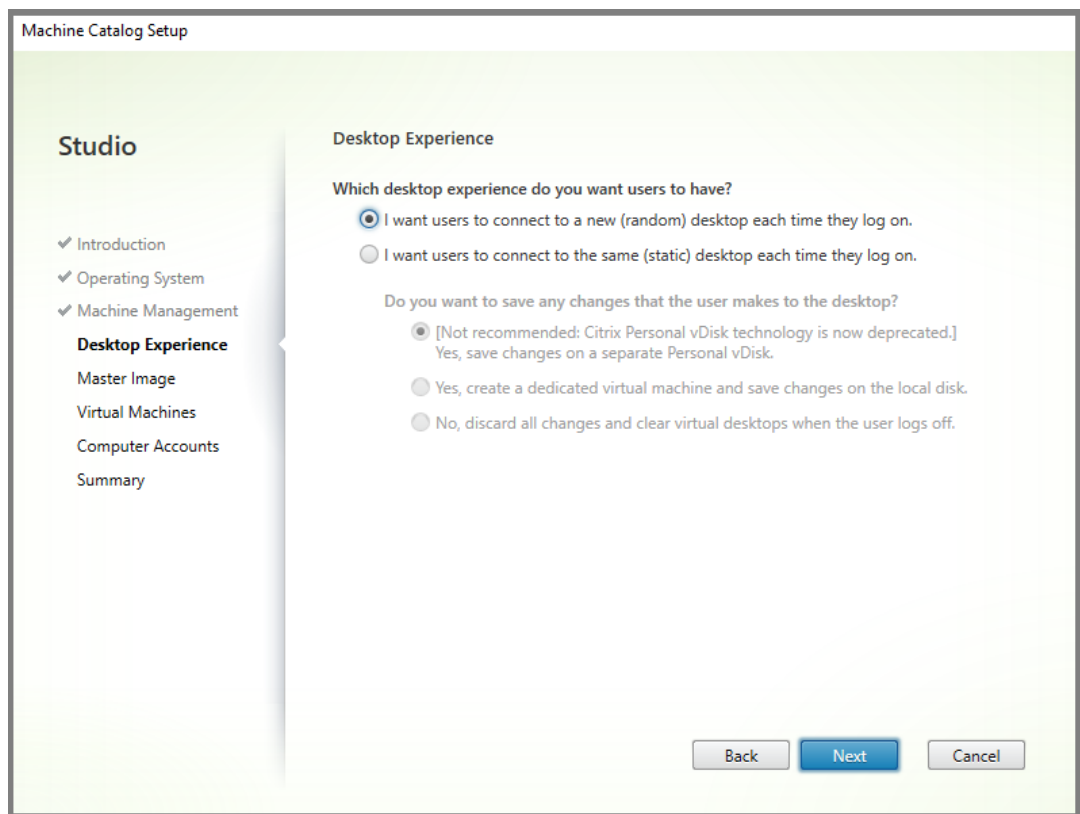 Machine Catalog Setup
Studio
Introduction
Operating System
Machine Management
Desktop Experience
Master Image
Virtual Machines
Computer Accounts
Summary
Desktop Experience
Which desktop experience do you want users to have?
I want users to connect to a new (random) desktop each time they log on.
I want users to connect to the same (static) desktop each time they log on.
Do you want to save any changes that the user makes to the desktop?
[Not recommended: Citrix Personal vDisk technology is now deprecated.]
Yes, save changes on a separate Personal vDisk.
Yes, create a dedicated virtual machine and save changes on the local disk.
No, discard all changes and clear virtual desktops when the user logs off.
Back
Next
Cancel